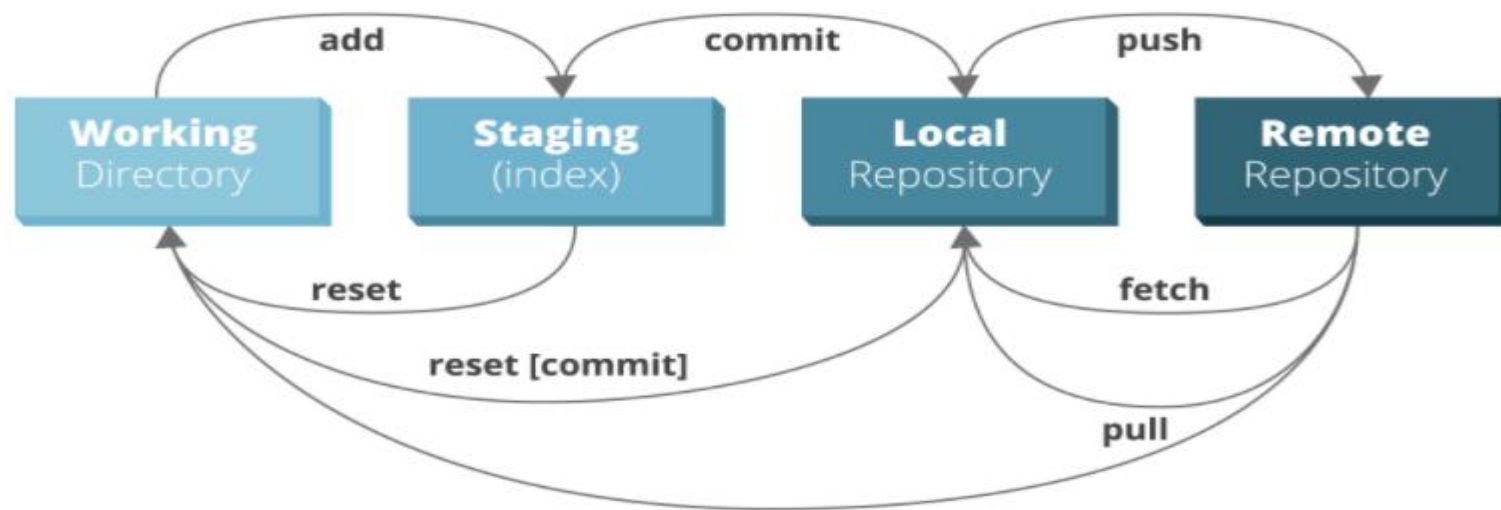 add
commit
push
Working
Directory
Staging
(index)
Local
Repository
Remote
Repository
reset
fetch
reset [commit]
pull